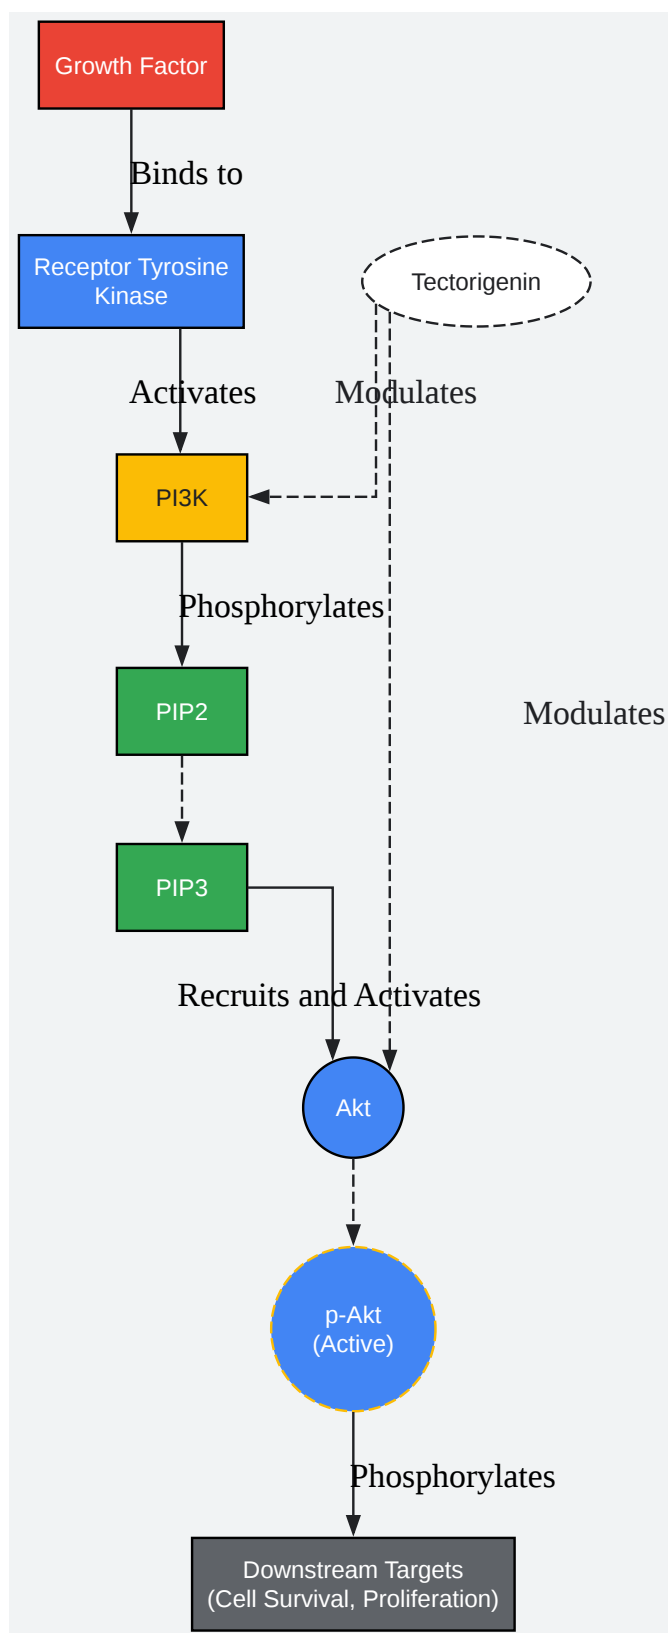 Growth Factor
Binds to
Receptor Tyrosine
Kinase
Tectorigenin
Activates
Modulates
PI3K
Phosphorylates
PIP2
Modulates
PIP3
Recruits and Activates
Akt
p-Akt
(Active)
Phosphorylates
Downstream Targets
(Cell Survival, Proliferation)